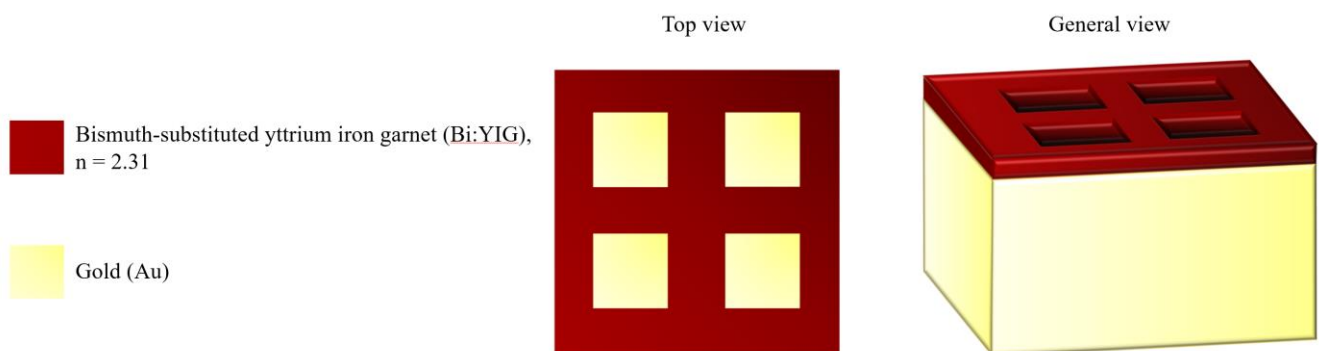 Top view
General view
Bismuth-substituted yttrium iron garnet (Bi:YIG),
n = 2.31
Gold (Au)